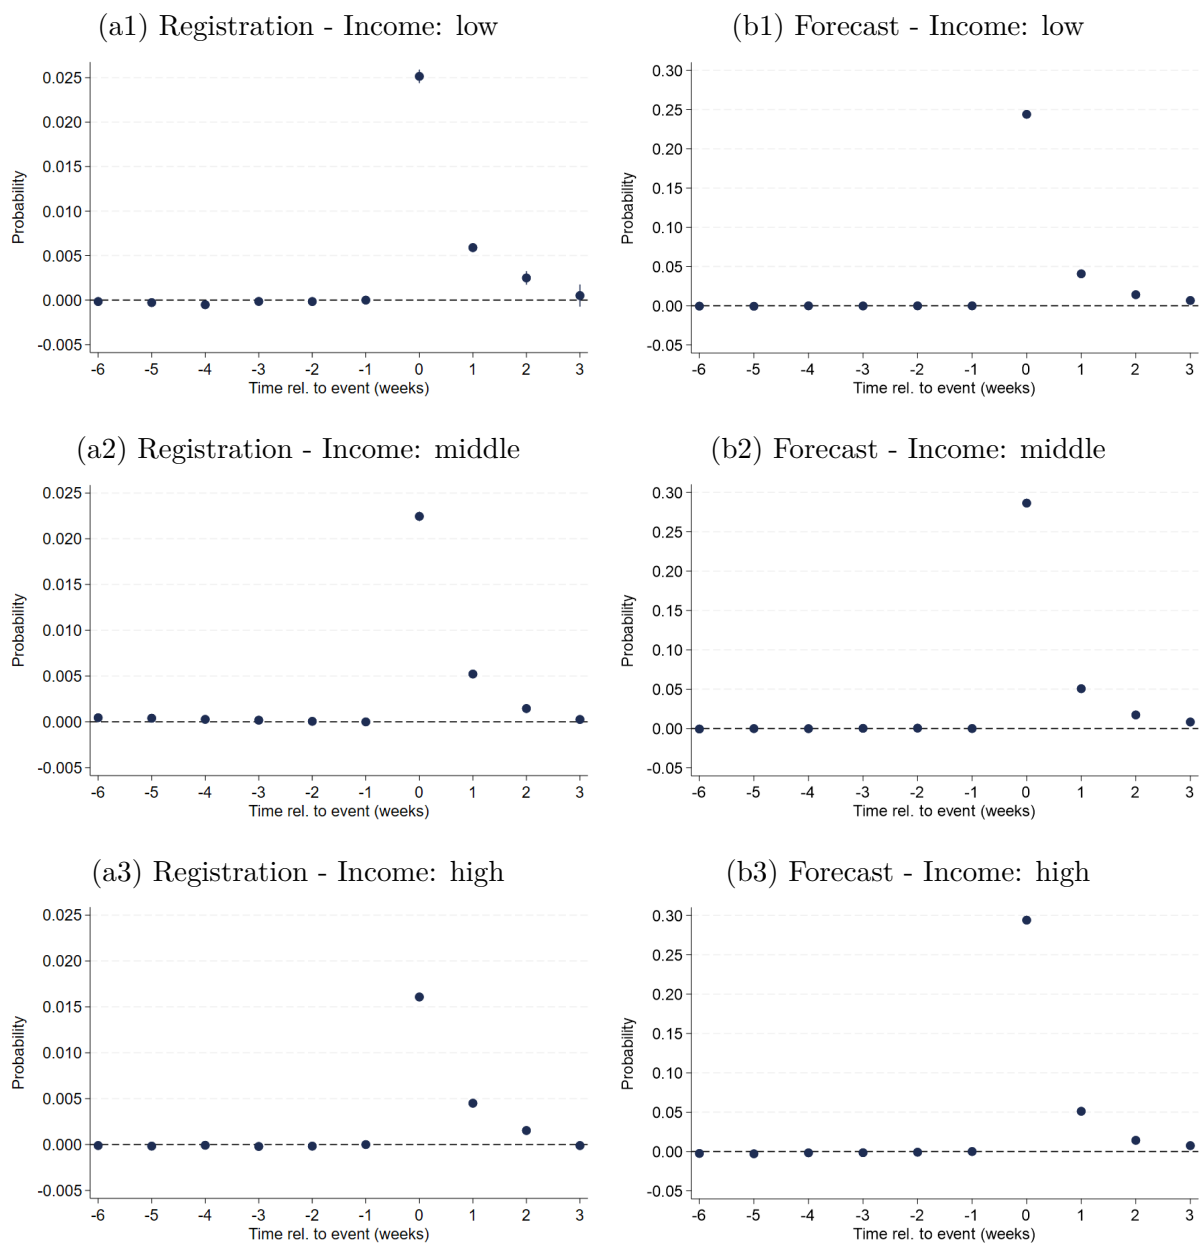 (a1) Registration - Income: low
0.025
0.020
0.015
0.010
0.005
0.000
-0.005
Probability
-6 -5 -4 -3 -2 -1 0 1 2 3
Time rel. to event (weeks)
(b1) Forecast - Income: low
0.30
0.25
0.20
0.15
0.10
0.05
0.00
-0.05
Probability
-6 -5 -4 -3 -2 -1 0 1 2 3
Time rel. to event (weeks)
(a2) Registration - Income: middle
0.025
0.020
0.015
0.010
0.005
0.000
-0.005
Probability
-6 -5 -4 -3 -2 -1 0 1 2 3
Time rel. to event (weeks)
(b2) Forecast - Income: middle
0.30
0.25
0.20
0.15
0.10
0.05
0.00
-0.05
Probability
-6 -5 -4 -3 -2 -1 0 1 2 3
Time rel. to event (weeks)
(a3) Registration - Income: high
0.025
0.020
0.015
0.010
0.005
0.000
-0.005
Probability
-6 -5 -4 -3 -2 -1 0 1 2 3
Time rel. to event (weeks)
(b3) Forecast - Income: high
0.30
0.25
0.20
0.15
0.10
0.05
0.00
-0.05
Probability
-6 -5 -4 -3 -2 -1 0 1 2 3
Time rel. to event (weeks)